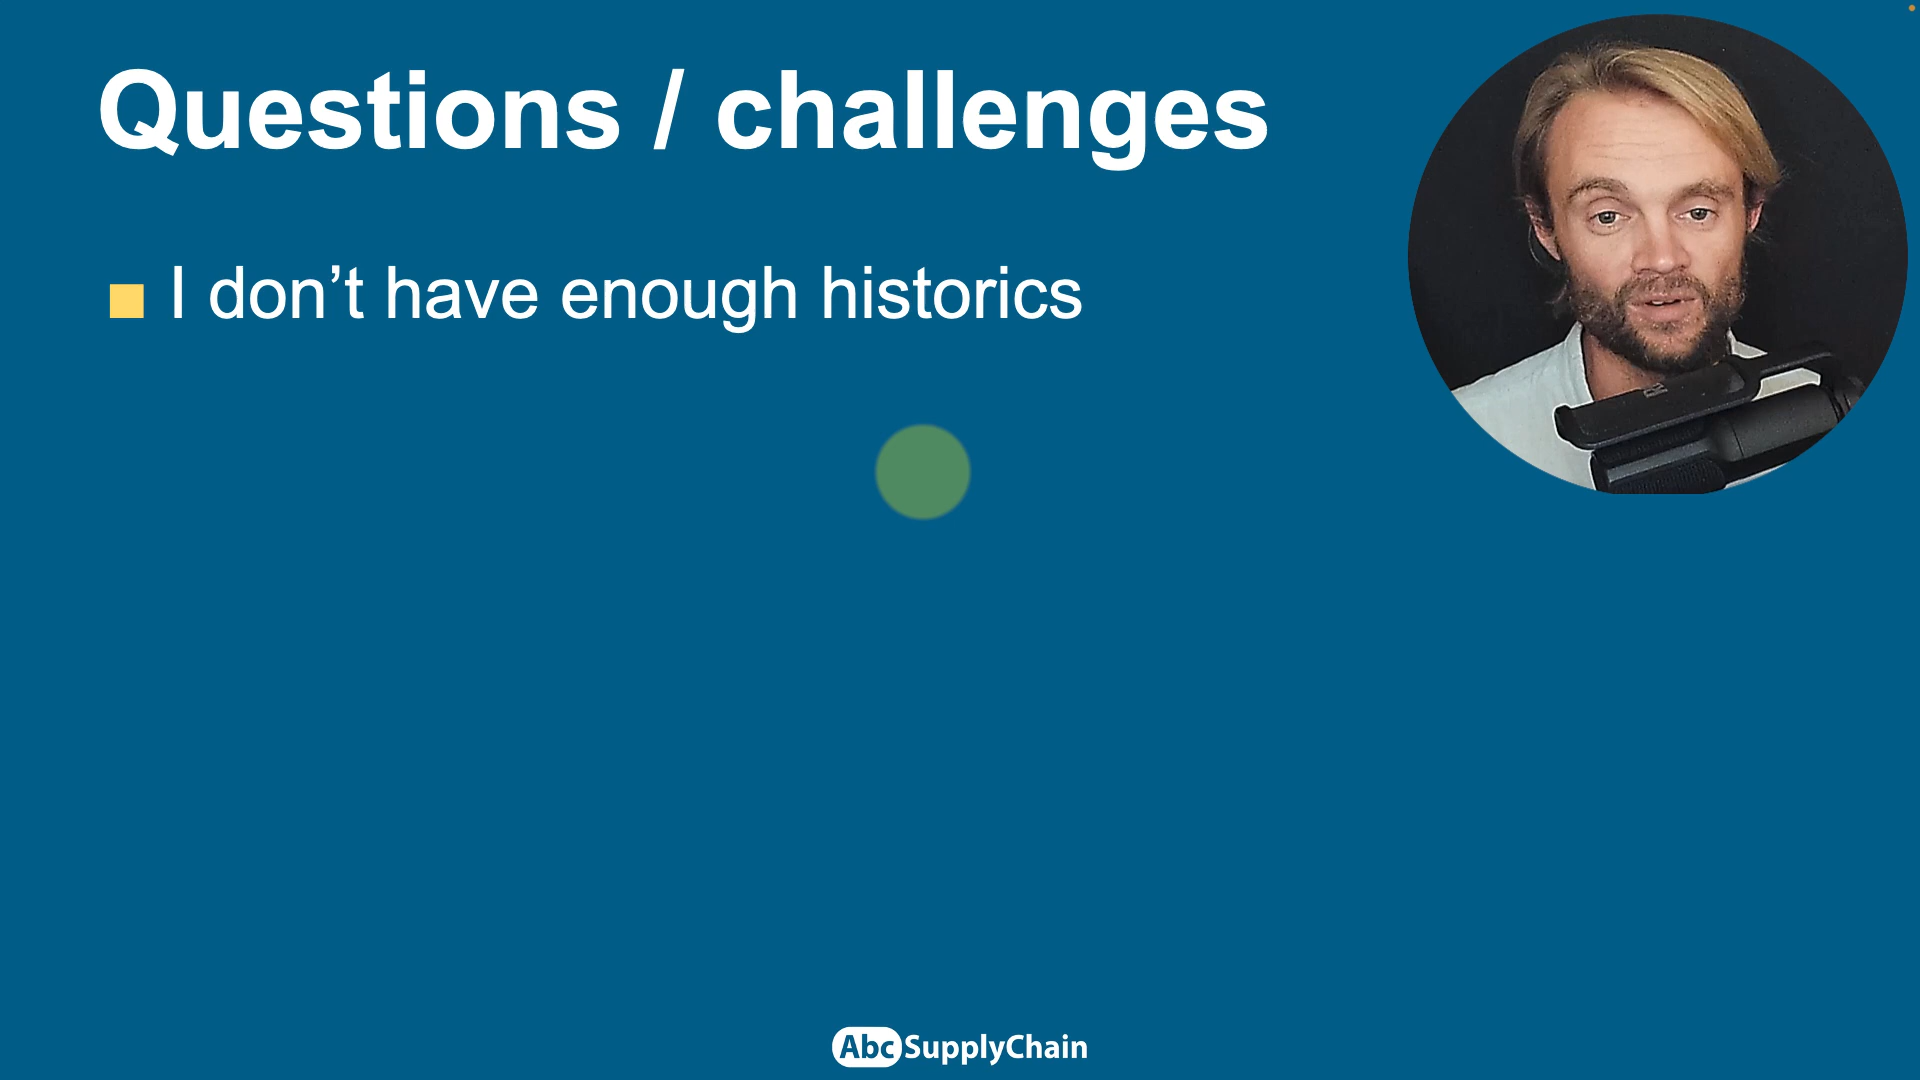 Questions / challenges
I don’t have enough historics
AbcSupplyChain